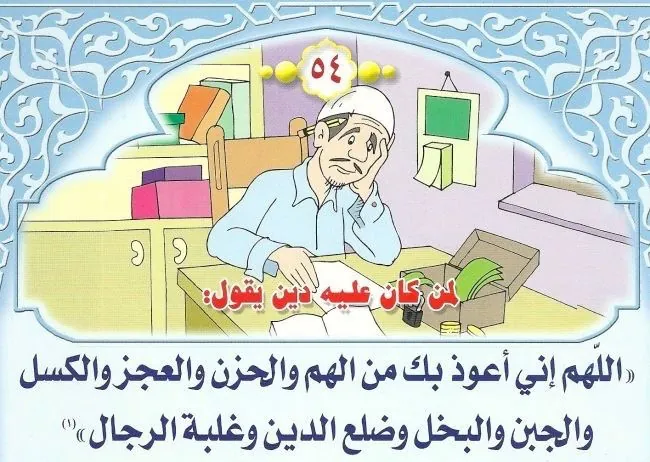 ٥٤
لمن كان عليه دين يقول:
«اللّهم إني أعوذ بك من الهم والحزن والعجز والكسل
والجبن والبخل وضلع الدين وغلبة الرجال»(١)